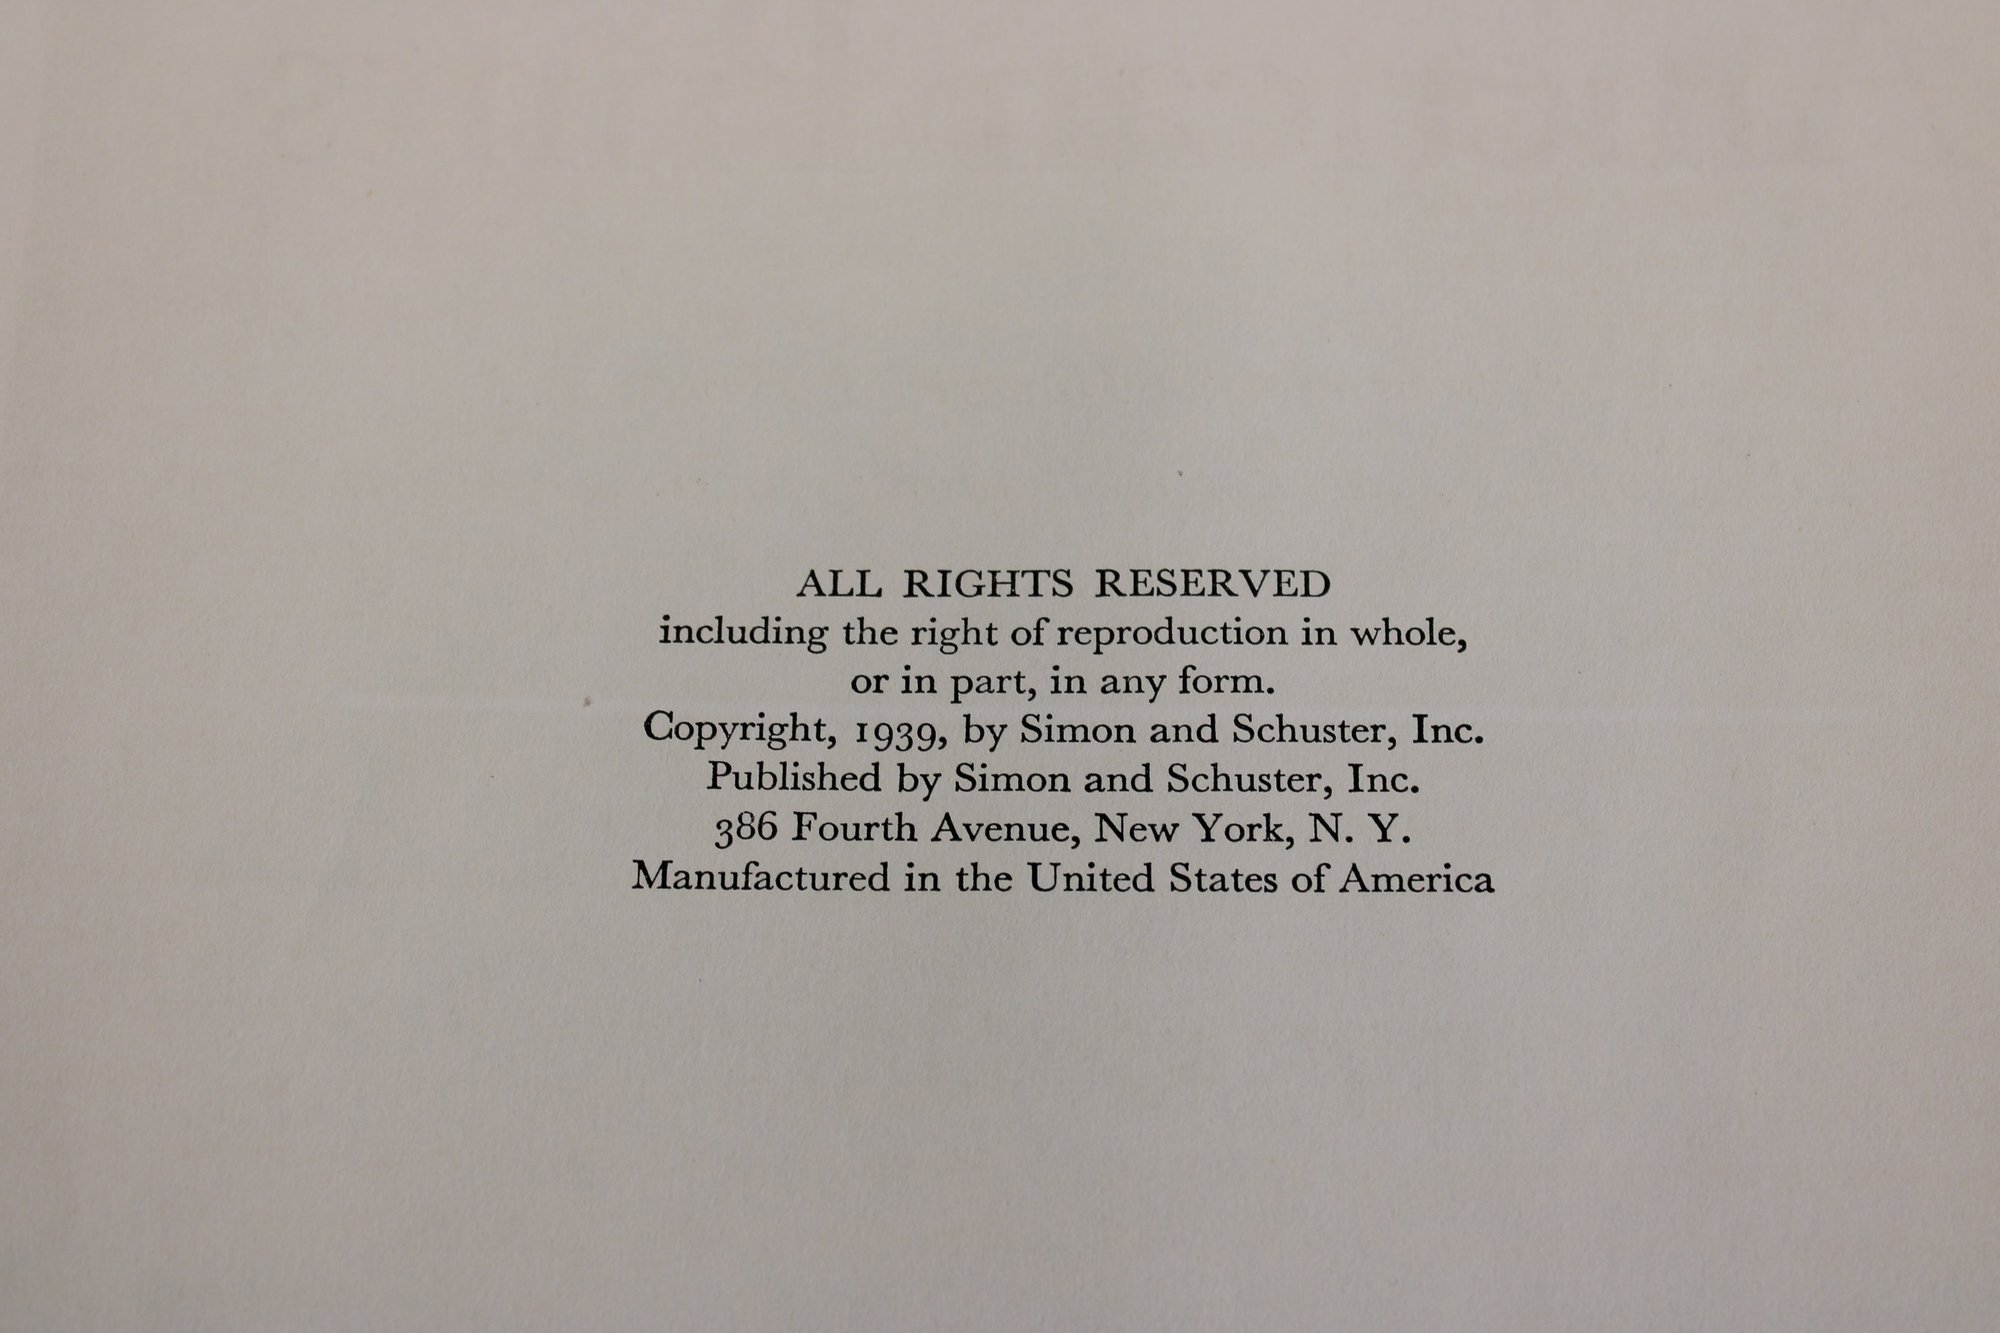 ALL RIGHTS RESERVED
including the right of reproduction in whole,
or in part, in any form.
Copyright, 1939, by Simon and Schuster, Inc.
Published by Simon and Schuster, Inc.
386 Fourth Avenue, New York, N. Y.
Manufactured in the United States of America